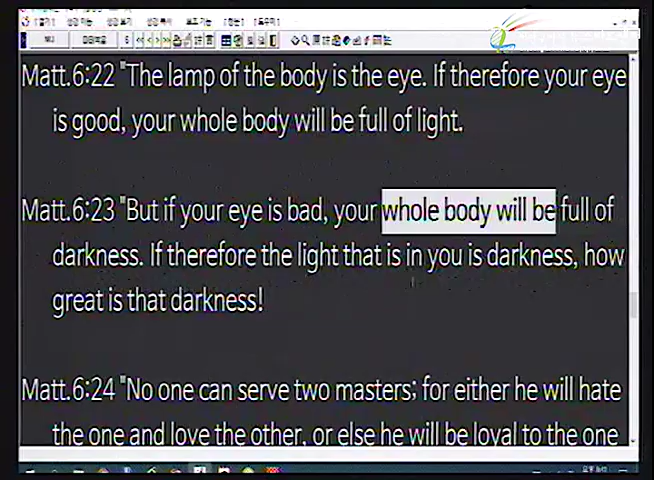 Matt.6:22 "The lamp of the body is the eye. If therefore your eye
is good, your whole body will be full of light.
Matt.6:23 "But if your eye is bad, your whole body will be full of
darkness. If therefore the light that is in you is darkness, how
great is that darkness!
Matt.6:24 "No one can serve two masters; for either he will hate
the one and love the other, or else he will be loyal to the one